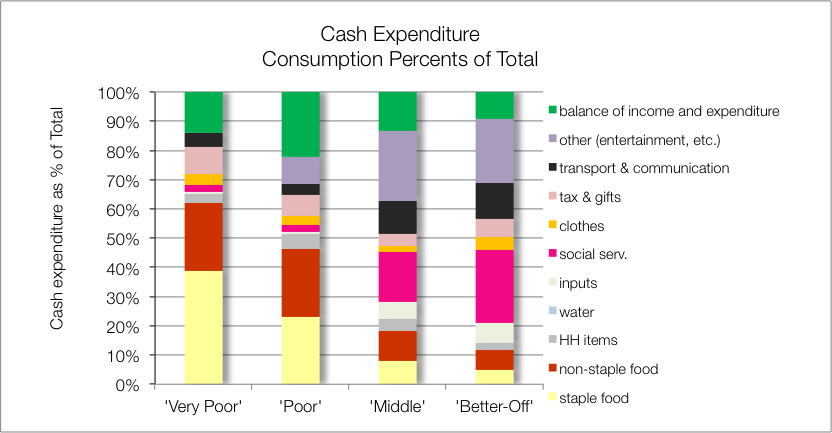 Cash Expenditure
Consumption Percents of Total
Cash expenditure as % of Total
100%
90%
80%
70%
60%
50%
40%
30%
20%
10%
0%
'Very Poor'
'Poor'
'Middle'
'Better-Off'
balance of income and expenditure
other (entertainment, etc.)
transport & communication
tax & gifts
clothes
social serv.
inputs
water
HH items
non-staple food
staple food